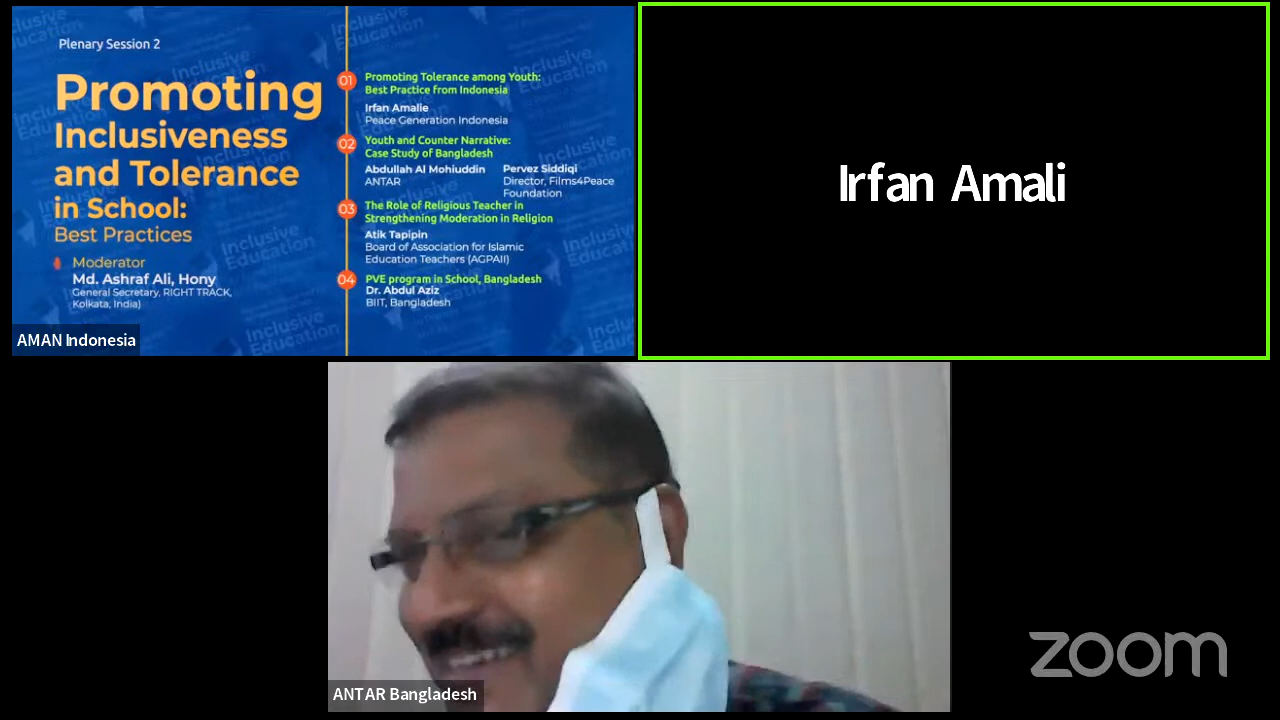 Plenary Session 2
Promoting
Inclusiveness
and Tolerance
in School:
Best Practices
Moderator
Md. Ashraf Ali, Hony
General Secretary, RIGHT TRACK,
Kolkata, India)
01
Promoting Tolerance among Youth:
Best Practice from Indonesia
Irfan Amalie
Peace Generation Indonesia
02
Youth and Counter Narrative:
Case Study of Bangladesh
Abdullah Al Mohiuddin
ANTAR
Pervez Siddiqi
Director, Films4Peace
Foundation
03
The Role of Religious Teacher in
Strengthening Moderation in Religion
Atik Tapipin
Board of Association for Islamic
Education Teachers (AGPAII)
04
PVE program in School, Bangladesh
Dr. Abdul Aziz
BIIT, Bangladesh
Inclusive
Education
AMAN Indonesia
Irfan Amali
ANTAR Bangladesh
zoom